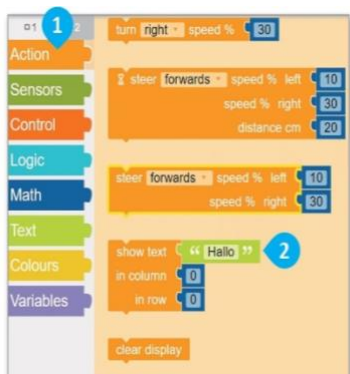 1 2
1
Action
Sensors
Control
Logic
Math
Text
Colours
Variables
turn right speed % 30
steer forwards speed % left 10
speed % right 30
distance cm 20
steer forwards speed % left 10
speed % right 30
show text “ Hallo ” 2
in column 0
in row 0
clear display